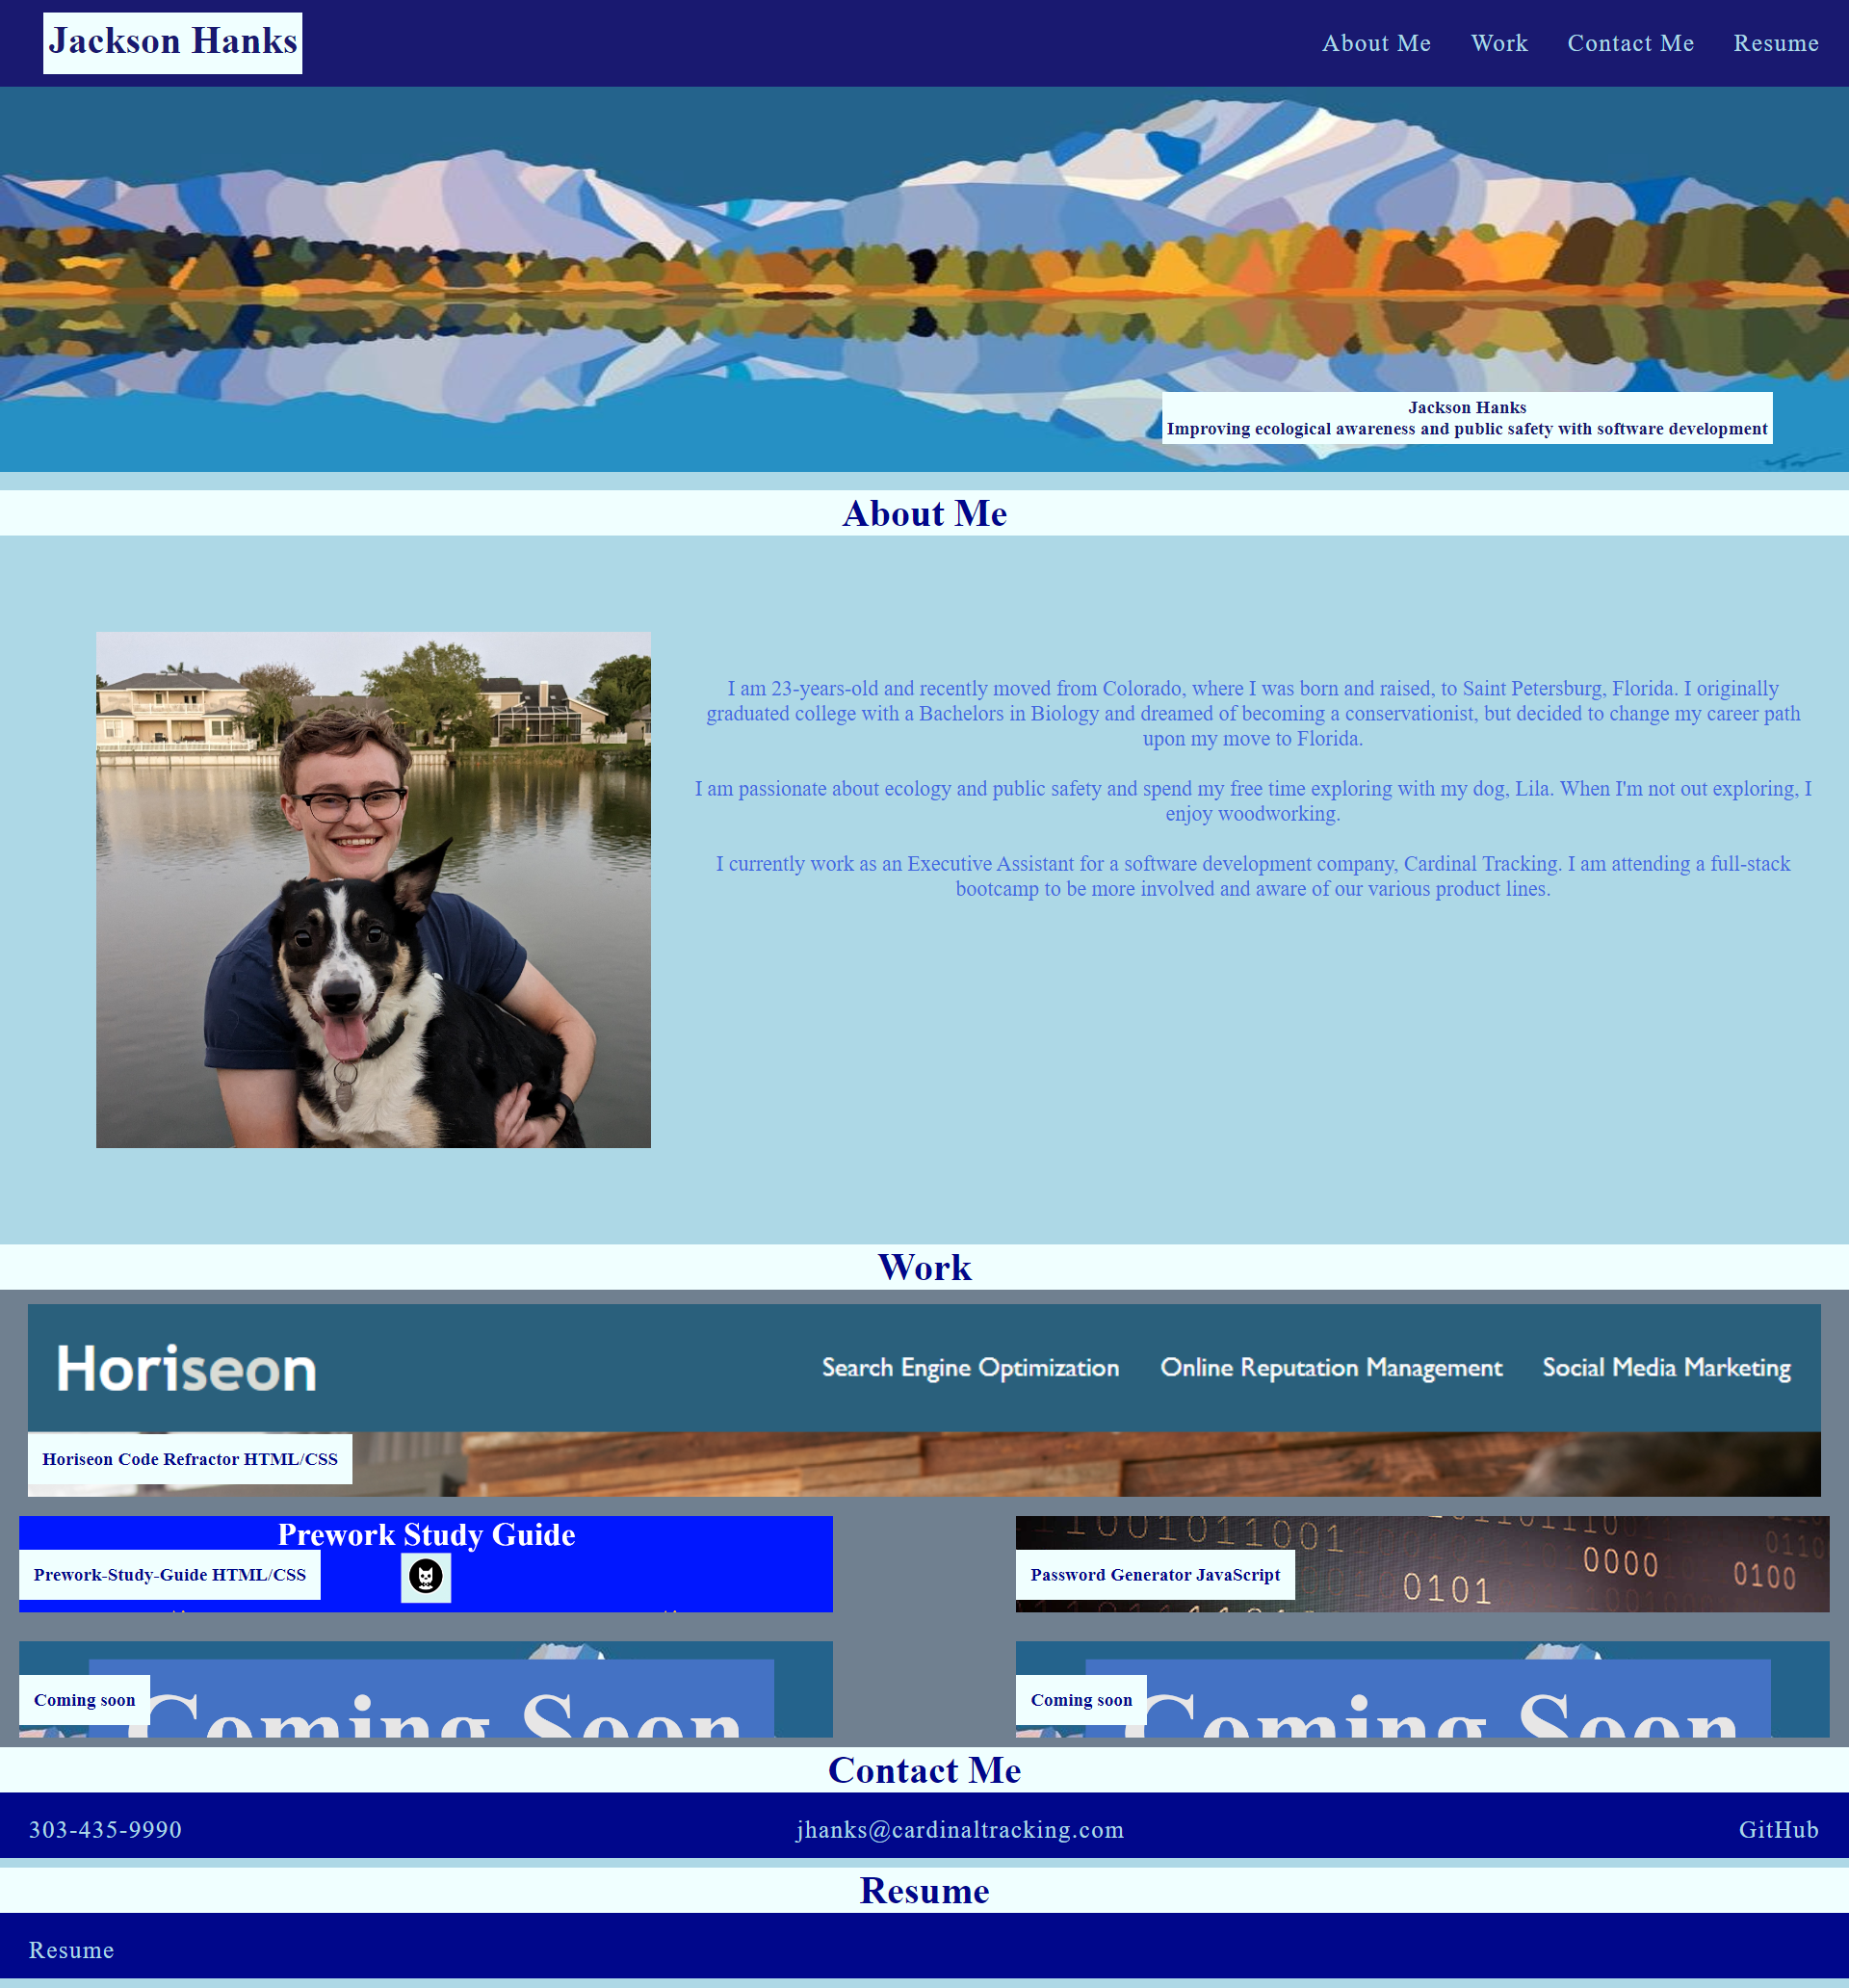 Jackson Hanks
About Me Work Contact Me Resume
Jackson Hanks
Improving ecological awareness and public safety with software development
About Me
I am 23-years-old and recently moved from Colorado, where I was born and raised, to Saint Petersburg, Florida. I originally
graduated college with a Bachelors in Biology and dreamed of becoming a conservationist, but decided to change my career path
upon my move to Florida.
I am passionate about ecology and public safety and spend my free time exploring with my dog, Lila. When I'm not out exploring, I
enjoy woodworking.
I currently work as an Executive Assistant for a software development company, Cardinal Tracking. I am attending a full-stack
bootcamp to be more involved and aware of our various product lines.
Work
Horiseon
Search Engine Optimization Online Reputation Management Social Media Marketing
Horiseon Code Refractor HTML/CSS
Prework Study Guide
Prework-Study-Guide HTML/CSS
1001011001
0000
0100
0101
Password Generator JavaScript
Coming Soon
Coming soon
Coming Soon
Coming soon
Contact Me
303-435-9990 jhanks@cardinaltracking.com GitHub
Resume
Resume